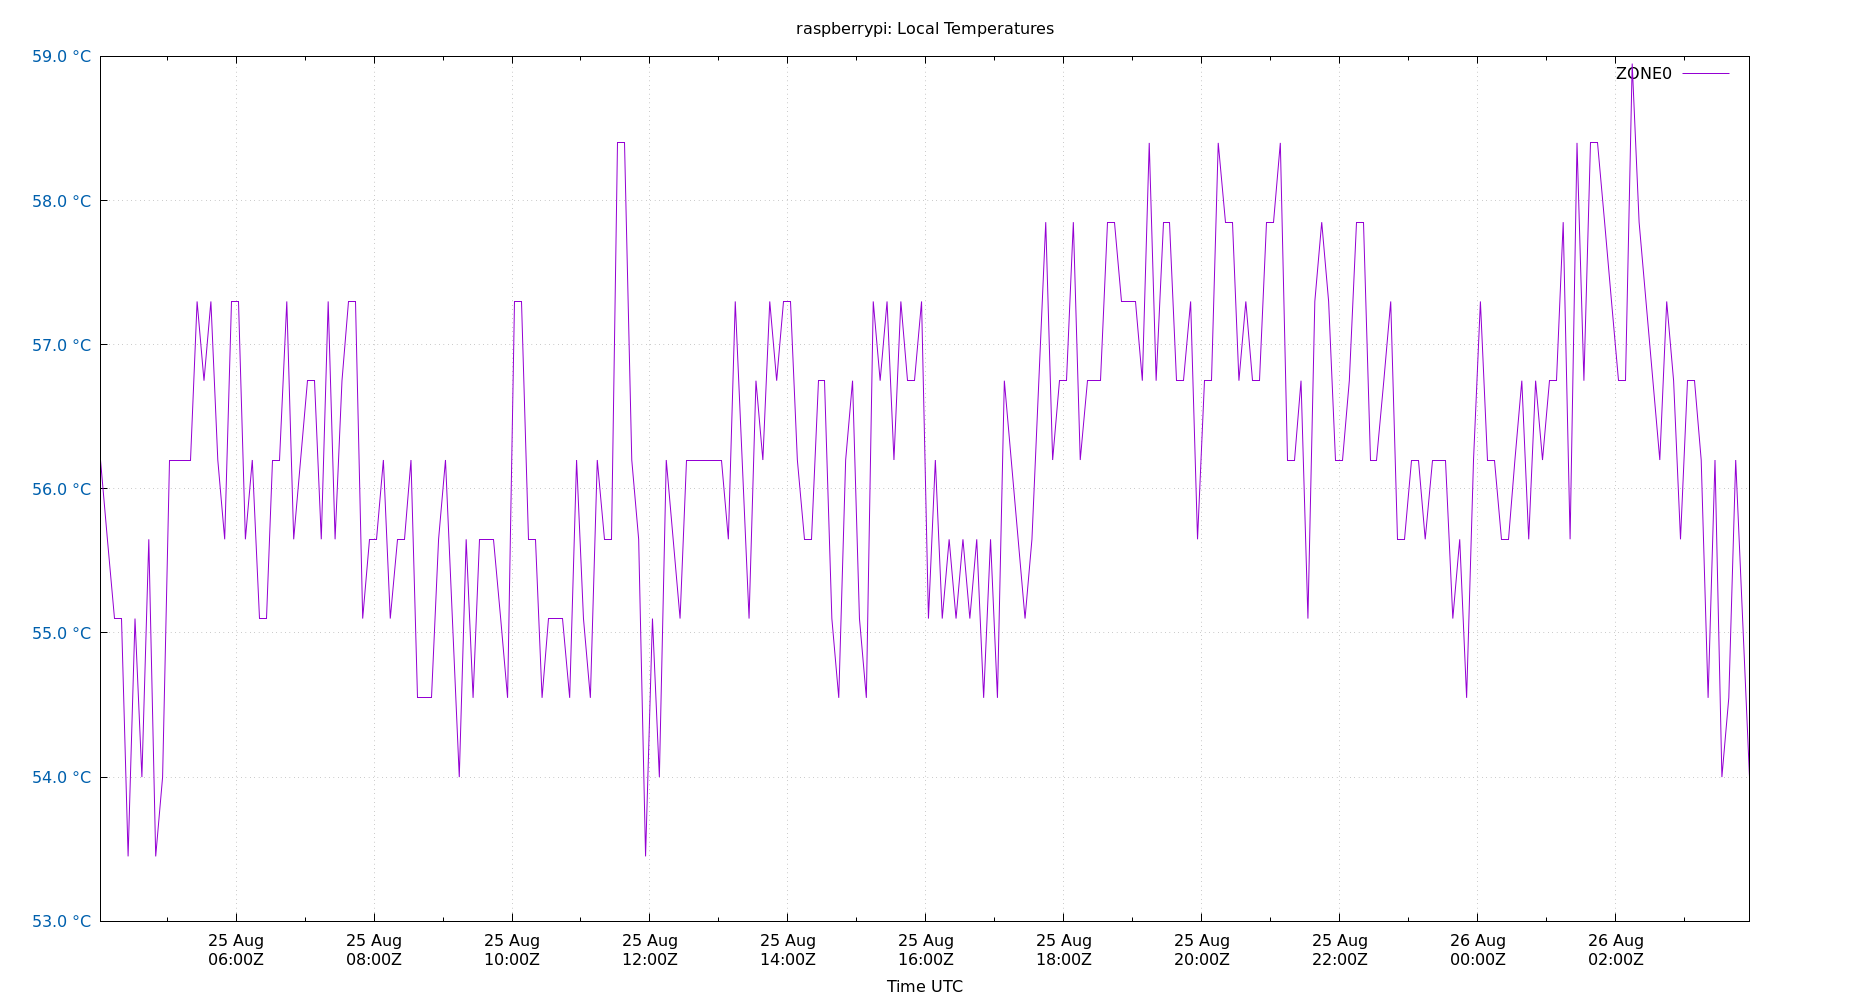 raspberrypi: Local Temperatures
59.0 °C
ZONE0
58.0 °C
57.0 °C
56.0 °C
55.0 °C
54.0 °C
53.0 °C
25 Aug 25 Aug 25 Aug 25 Aug 25 Aug 25 Aug 25 Aug 25 Aug 25 Aug 26 Aug 26 Aug
06:00Z 08:00Z 10:00Z 12:00Z 14:00Z 16:00Z 18:00Z 20:00Z 22:00Z 00:00Z 02:00Z
Time UTC